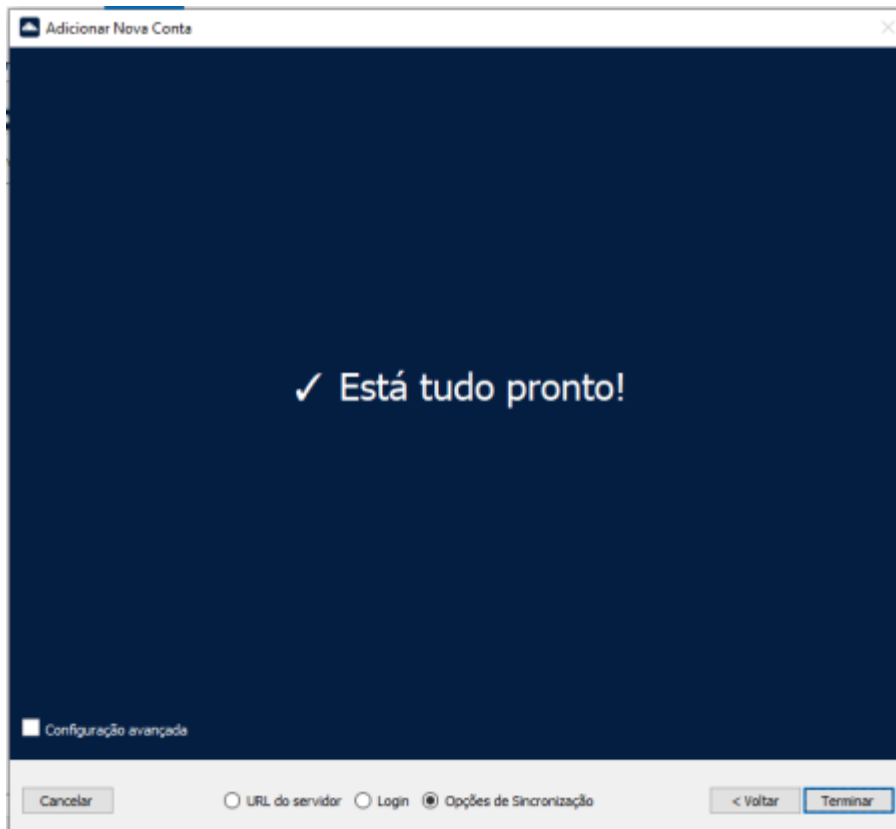 Adicionar Nova Conta
✓ Está tudo pronto!
Configuração avançada
Cancelar
URL do servidor
Login
Opções de Sincronização
< Voltar
Terminar